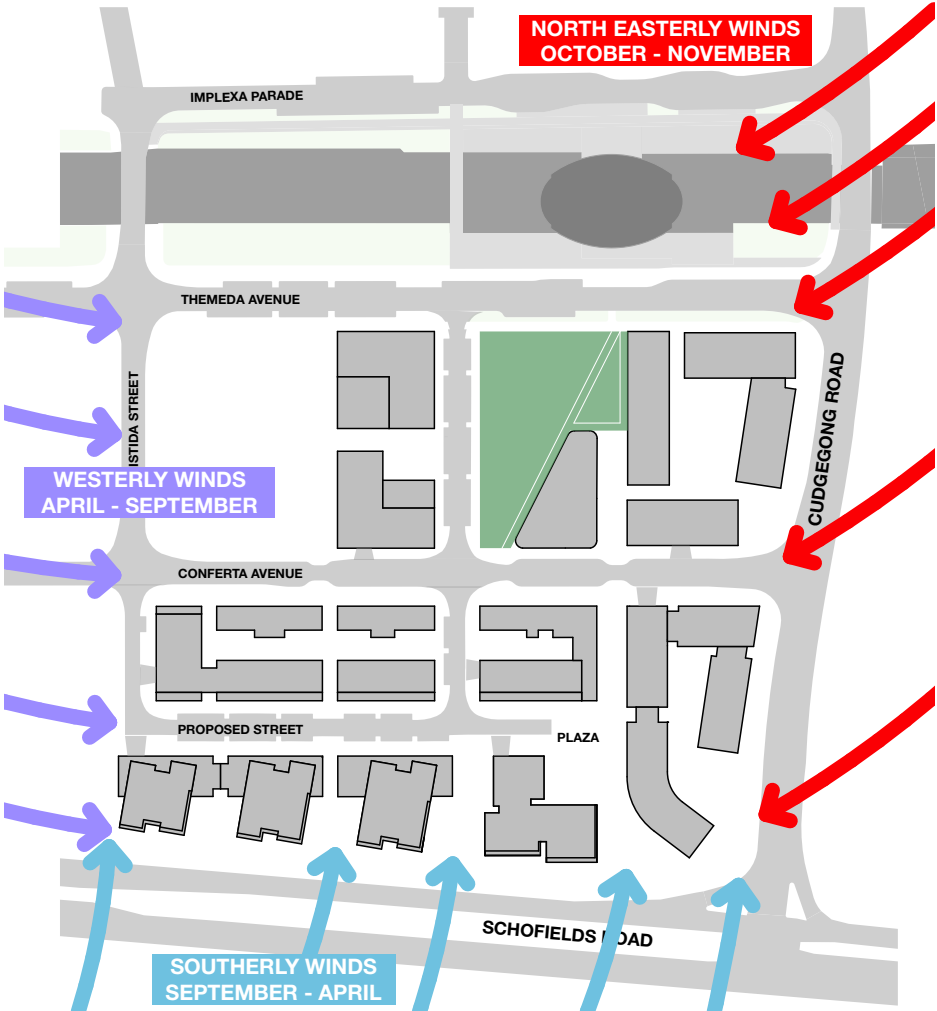 NORTH EASTERLY WINDS
OCTOBER - NOVEMBER
IMPLEXA PARADE
THEMEDA AVENUE
ISTIDA STREET
CUDGEGONG ROAD
WESTERLY WINDS
APRIL - SEPTEMBER
CONFERTA AVENUE
PROPOSED STREET
PLAZA
SCHOFIELDS OAD
SOUTHERLY WINDS
SEPTEMBER - APRIL